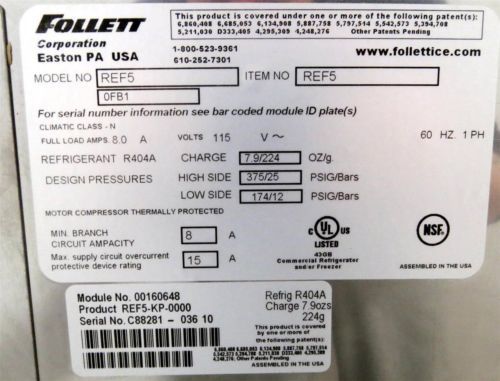 FOLLETT
Corporation
Easton PA USA
1-800-523-9361
610-252-7301
This product is covered under one or more of the following patent(s):
6,860,408 6,685,053 6,134,908 5,887,758 5,797,514 5,542,573 5,394,708
5,211,030 D333,405 4,295,309 4,248,276 Other Patents Pending
www.follettice.com
MODEL NO REF5 ITEM NO REF5
0FB1
For serial number information see bar coded module ID plate(s)
CLIMATIC CLASS - N
FULL LOAD AMPS. 8.0 A VOLTS 115 V ~ 60 HZ. 1 PH
REFRIGERANT R404A CHARGE 7.9/224 OZ/g.
DESIGN PRESSURES HIGH SIDE 375/25 PSIG/Bars
LOW SIDE 174/12 PSIG/Bars
MOTOR COMPRESSOR THERMALLY PROTECTED
MIN. BRANCH
CIRCUIT AMPACITY 8 A
Max. supply circuit overcurrent
protective device rating 15 A
C UL US
LISTED
43GB
Commercial Refrigerator
and/or Freezer
NSF
ASSEMBLED IN THE USA
Module No. 00160648
Product REF5-KP-0000
Serial No. C88281 - 036 10
Refrig R404A
Charge 7.9ozs
224g
This product is
covered by
one or more
of the
following patents:
ASSEMBLED IN THE USA